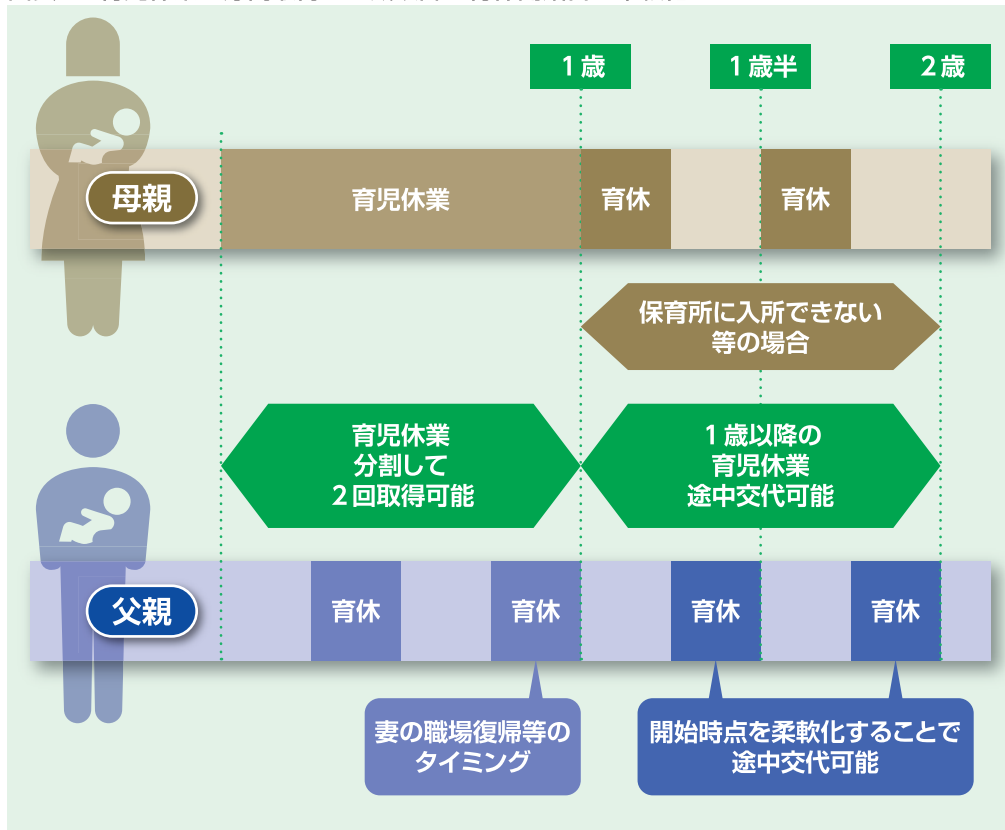 1歳
1歳半
2歳
母親
育児休業
育休
育休
保育所に入所できない
等の場合
育児休業
分割して
2回取得可能
1歳以降の
育児休業
途中交代可能
父親
育休
育休
育休
育休
妻の職場復帰等の
タイミング
開始時点を柔軟化することで
途中交代可能